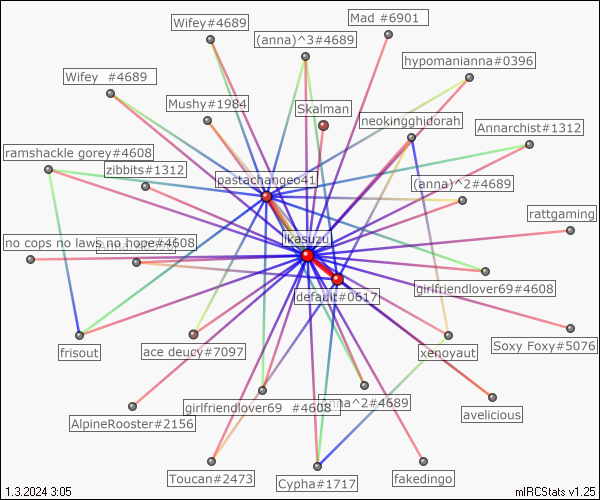 Mad #6901
Wifey#4689
(anna)^3#4689
hypomanianna#0396
Wifey #4689
Mushy#1984
Skalman
neokingghidorah
Annarchist#1312
ramshackle gorey#4608
zibbits#1312
pastachange041
(anna)^2#4689
rattgaming
ikasuzu
no cops no laws no hope#4608
default#0617
girlfriendlover69#4608
frisout
ace deucy#7097
xenoyaut
Soxy Foxy#5076
girlfriendlover69 #4608
^2#4689
avelicious
AlpineRooster#2156
Toucan#2473
Cypha#1717
fakedingo
1.3.2024 3:05
mIRCStats v1.25